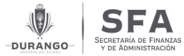 DURANGO
SFA
SECRETARÍA DE FINANZAS
Y DE ADMINISTRACIÓN